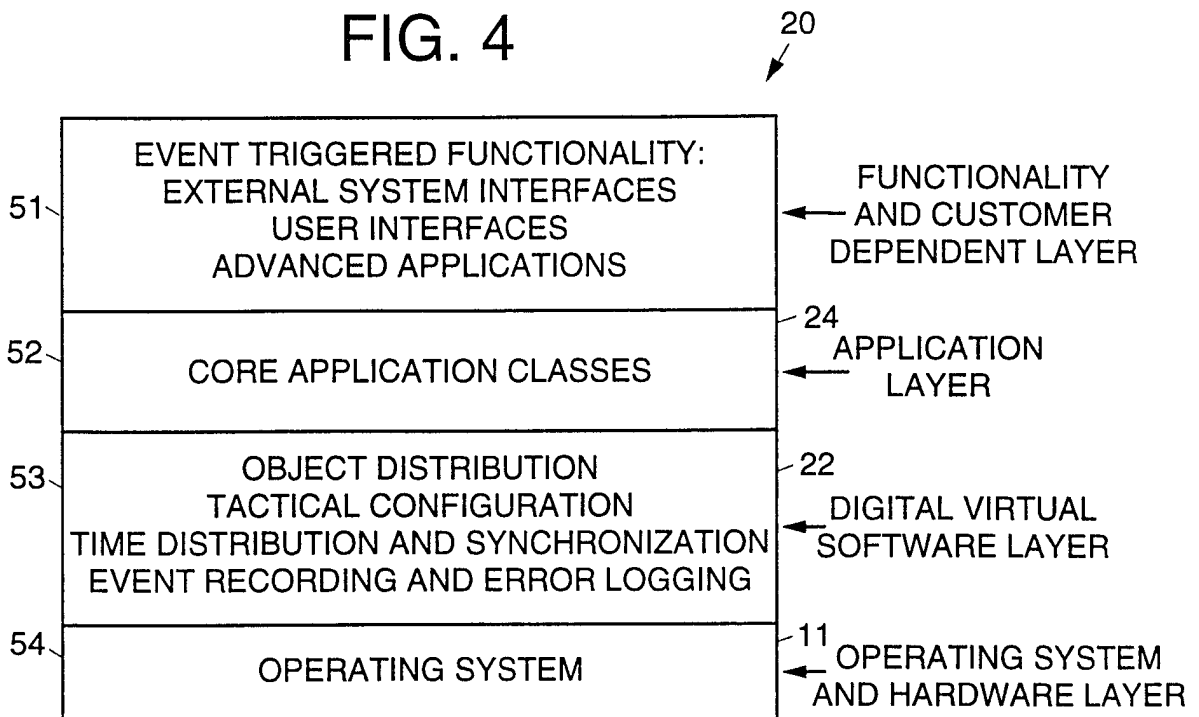 FIG. 4
20
51
EVENT TRIGGERED FUNCTIONALITY:
EXTERNAL SYSTEM INTERFACES
USER INTERFACES
ADVANCED APPLICATIONS
FUNCTIONALITY
AND CUSTOMER
DEPENDENT LAYER
52
CORE APPLICATION CLASSES
24
APPLICATION
LAYER
53
OBJECT DISTRIBUTION
TACTICAL CONFIGURATION
TIME DISTRIBUTION AND SYNCHRONIZATION
EVENT RECORDING AND ERROR LOGGING
22
DIGITAL VIRTUAL
SOFTWARE LAYER
54
OPERATING SYSTEM
11
OPERATING SYSTEM
AND HARDWARE LAYER